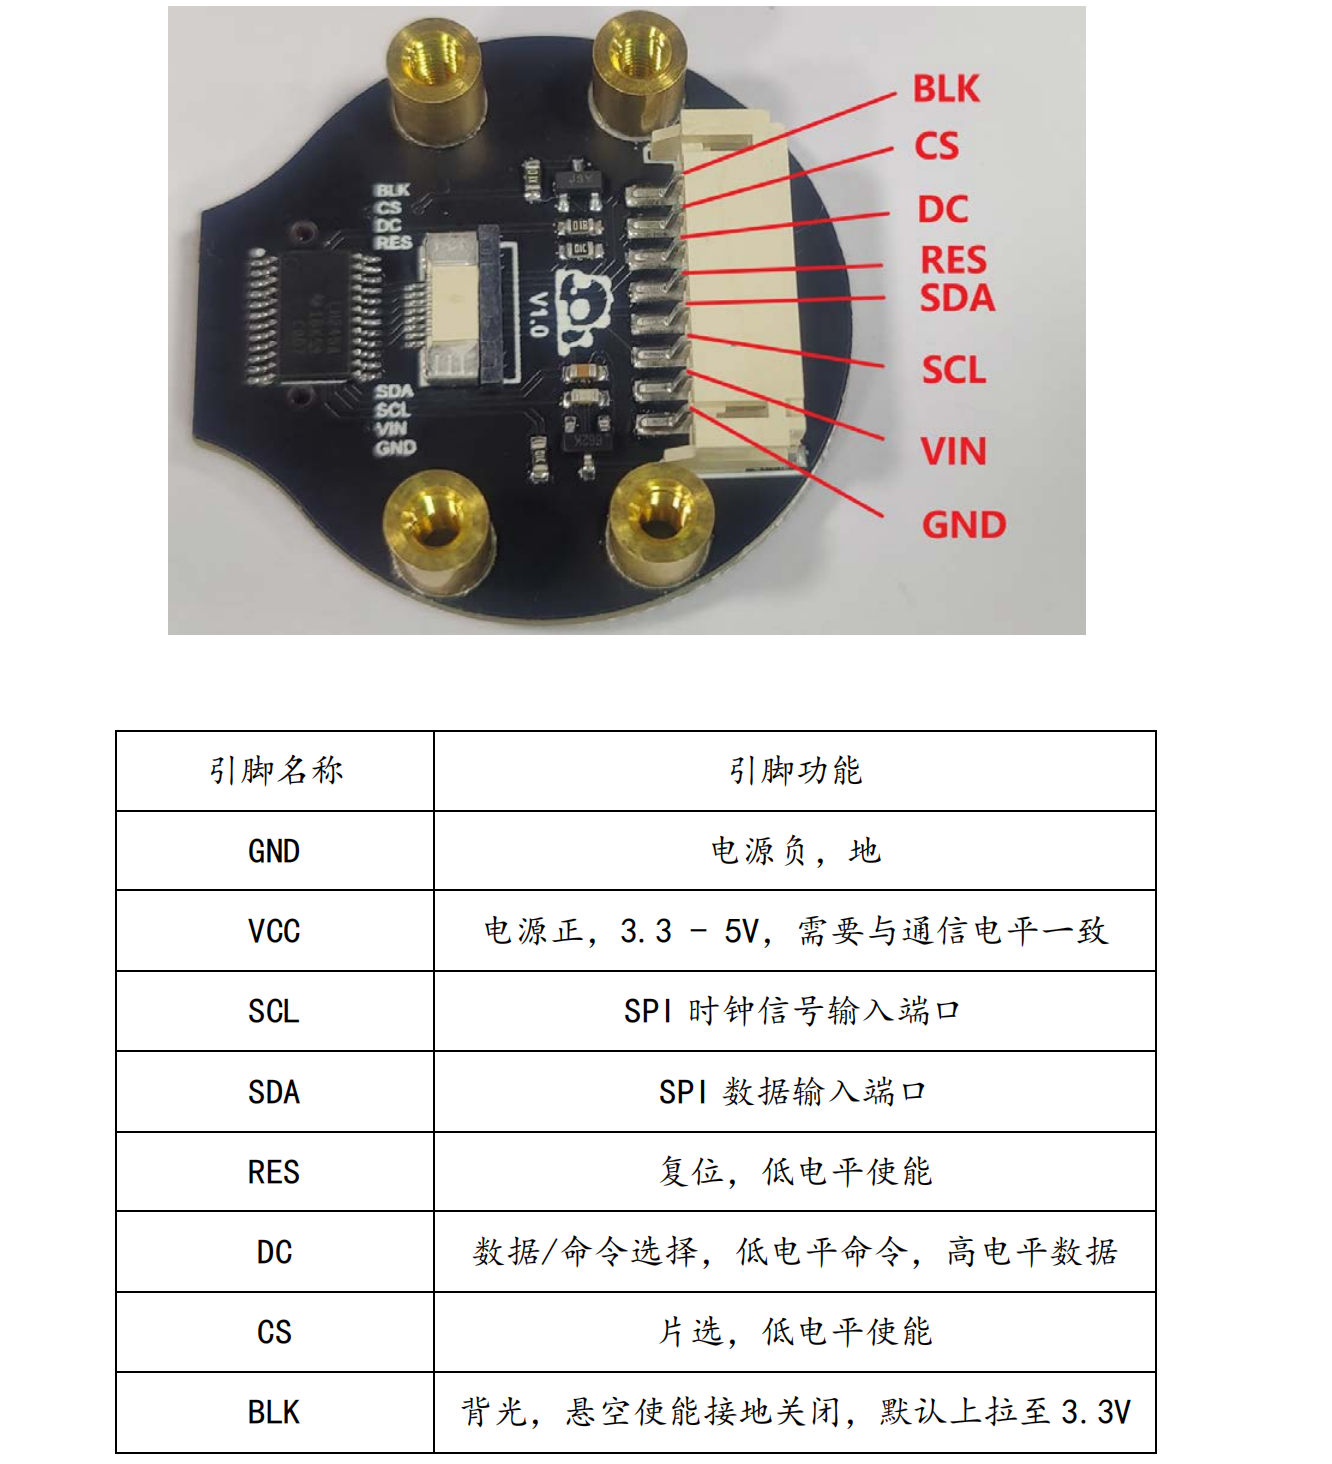 BLK
CS
DC
RES
SDA
SCL
VIN
GND
BLK
CS
DC
RES
V1.0
SDA
SCL
VIN
GND
J3Y
01B
01C
662K
引脚名称 引脚功能
GND 电源负，地
VCC 电源正，3.3 - 5V，需要与通信电平一致
SCL SPI 时钟信号输入端口
SDA SPI 数据输入端口
RES 复位，低电平使能
DC 数据/命令选择，低电平命令，高电平数据
CS 片选，低电平使能
BLK 背光，悬空使能接地关闭，默认上拉至 3.3V